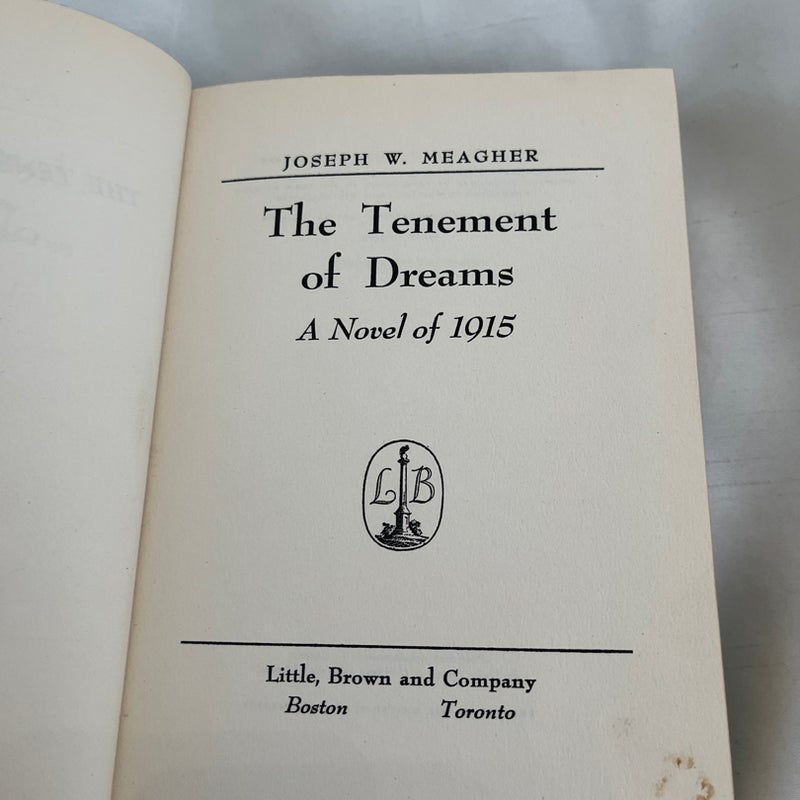 JOSEPH W. MEAGHER
The Tenement
of Dreams
A Novel of 1915
L B
Little, Brown and Company
Boston Toronto